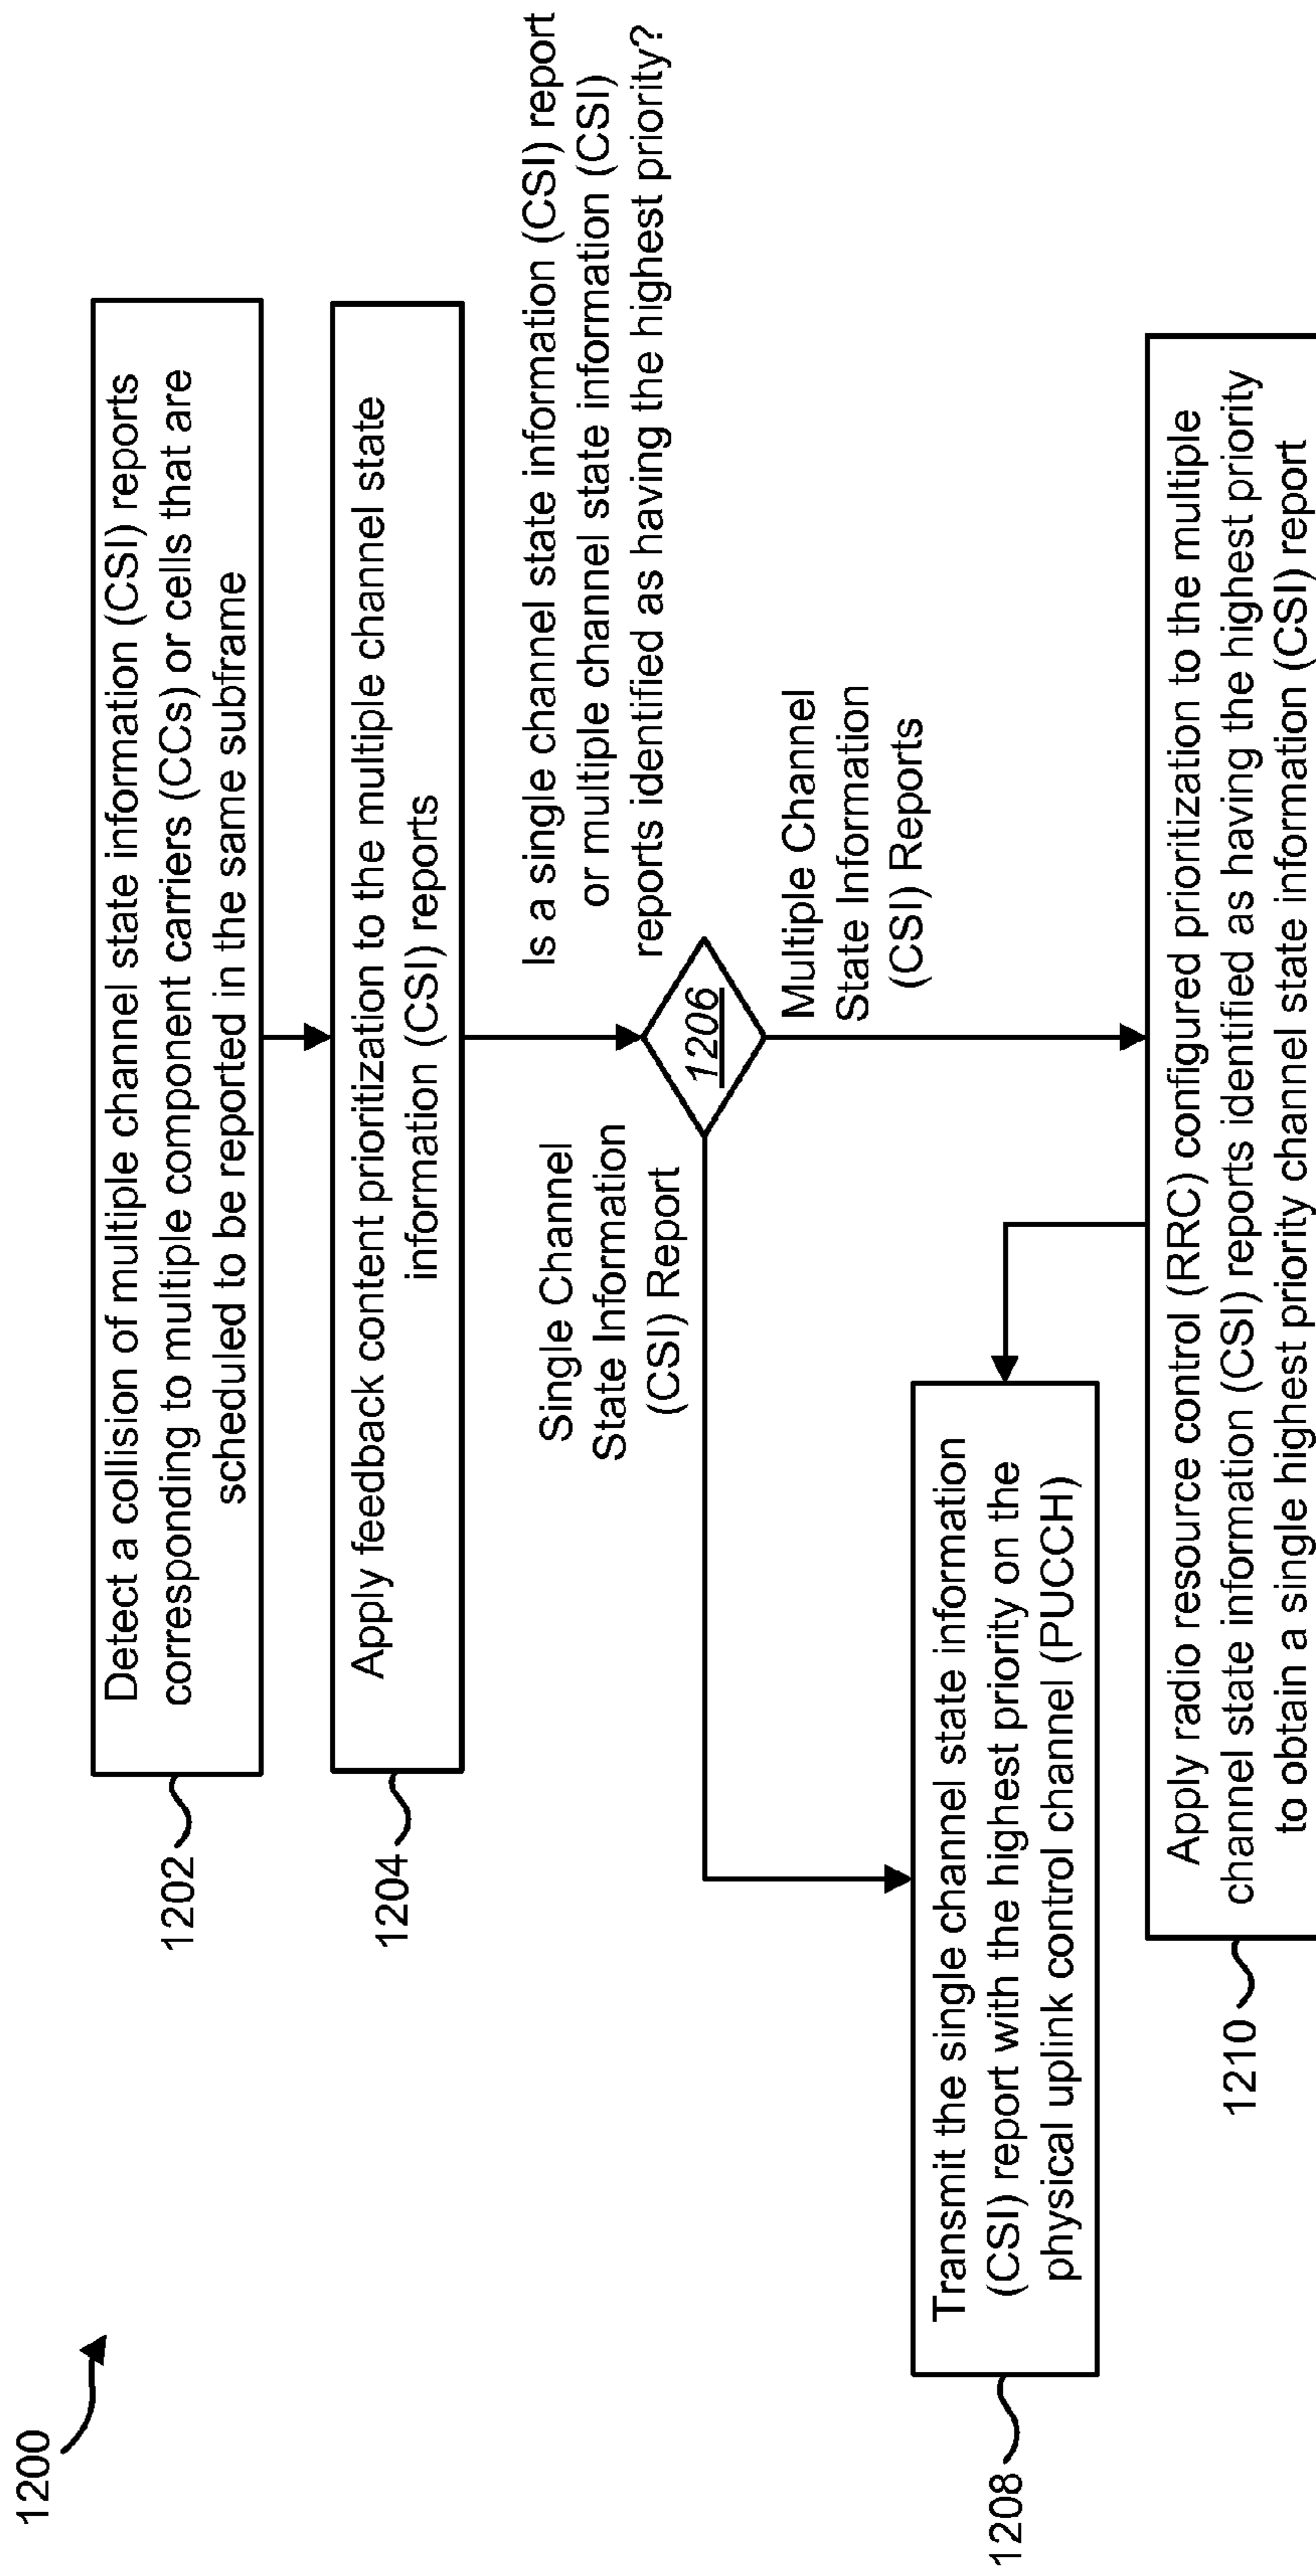 1200
Detect a collision of multiple channel state information (CSI) reports
corresponding to multiple component carriers (CCs) or cells that are
scheduled to be reported in the same subframe
1202
Apply feedback content prioritization to the multiple channel state
information (CSI) reports
1204
Is a single channel state information (CSI) report
or multiple channel state information (CSI)
reports identified as having the highest priority?
1206
Single Channel
State Information
(CSI) Report
Multiple Channel
State Information
(CSI) Reports
Transmit the single channel state information
(CSI) report with the highest priority on the
physical uplink control channel (PUCCH)
1208
Apply radio resource control (RRC) configured prioritization to the multiple
channel state information (CSI) reports identified as having the highest priority
to obtain a single highest priority channel state information (CSI) report
1210